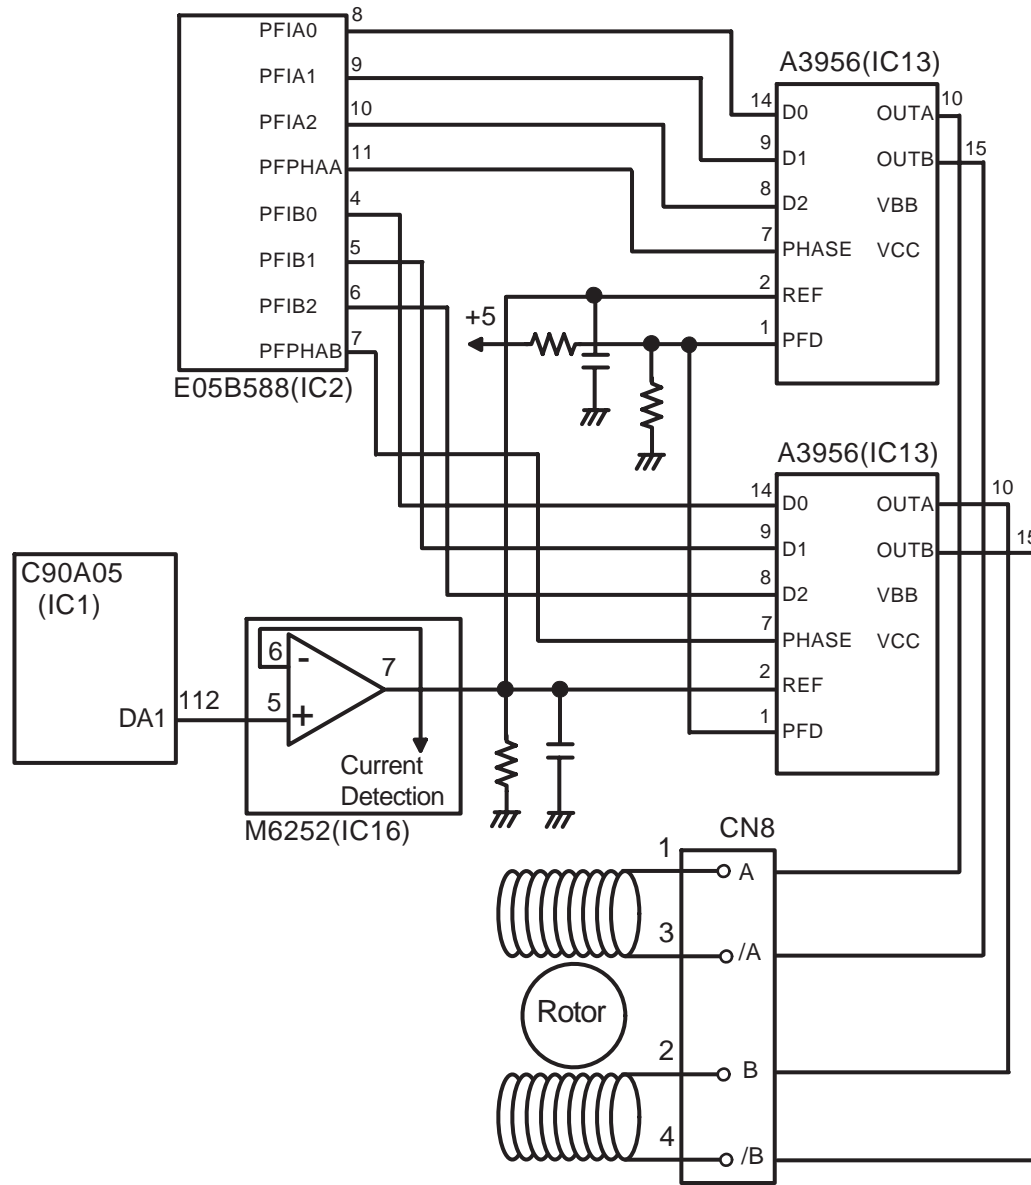 8
PFIA0
9
PFIA1
10
PFIA2
11
PFPHAA
4
PFIB0
5
PFIB1
6
PFIB2
7
PFPHAB
E05B588(IC2)
A3956(IC13)
14 D0 OUTA 10
9 D1 OUTB 15
8 D2 VBB
7 PHASE VCC
2 REF
1 PFD
+5
A3956(IC13)
14 D0 OUTA 10
9 D1 OUTB 15
8 D2 VBB
7 PHASE VCC
2 REF
1 PFD
C90A05
(IC1)
DA1 112
6 -
7
5 +
Current
Detection
M6252(IC16)
CN8
1 A
3 /A
Rotor
2 B
4 /B